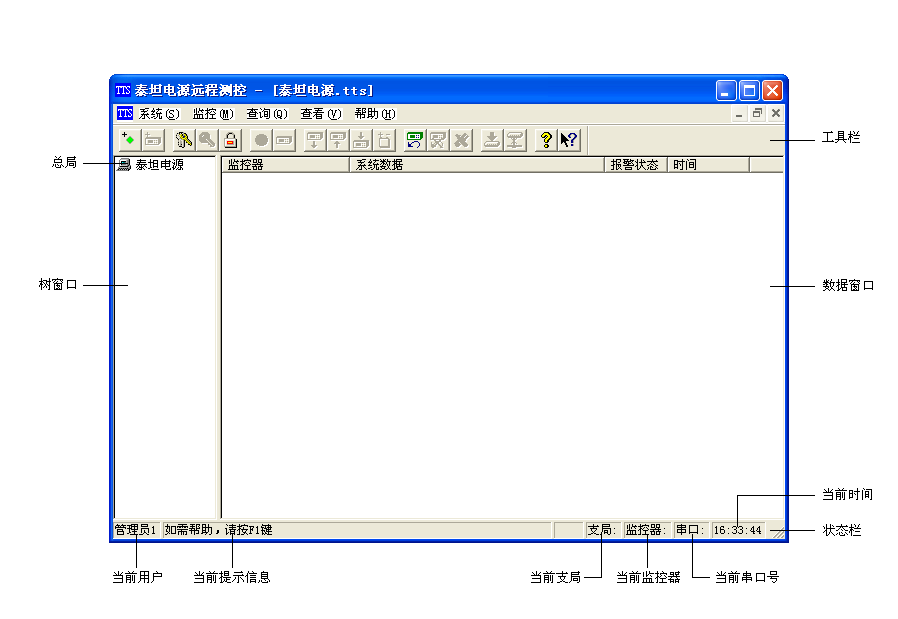 TTS 泰坦电源远程测控 - [泰坦电源.tts]
TTS 系统(S) 监控(M) 查询(Q) 查看(V) 帮助(H)
工具栏
总局 泰坦电源 监控器 系统数据 报警状态 时间
树窗口 数据窗口
当前时间
管理员1 如需帮助,请按F1键 支局: 监控器: 串口: 16:33:44 状态栏
当前用户 当前提示信息 当前支局 当前监控器 当前串口号